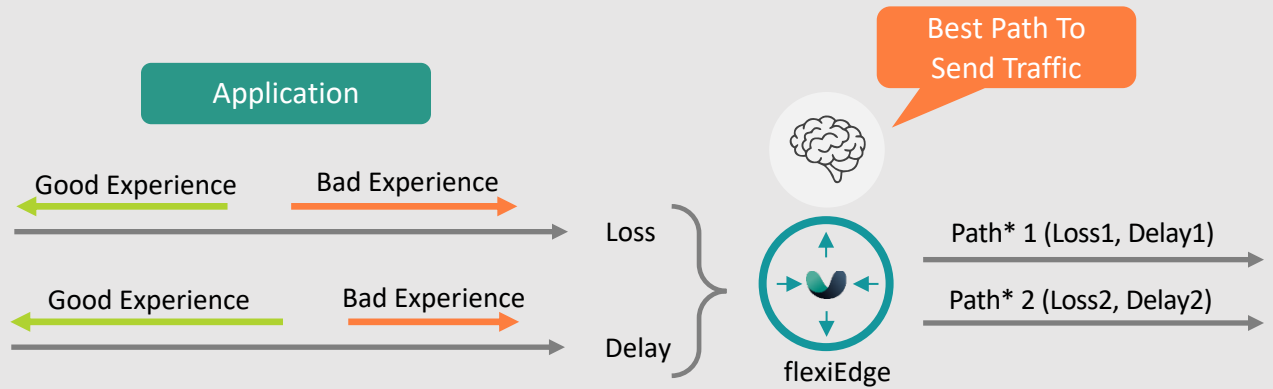 Best Path To
Send Traffic
Application
Good Experience
Bad Experience
Loss
Path* 1 (Loss1, Delay1)
Good Experience
Bad Experience
Path* 2 (Loss2, Delay2)
Delay
flexiEdge